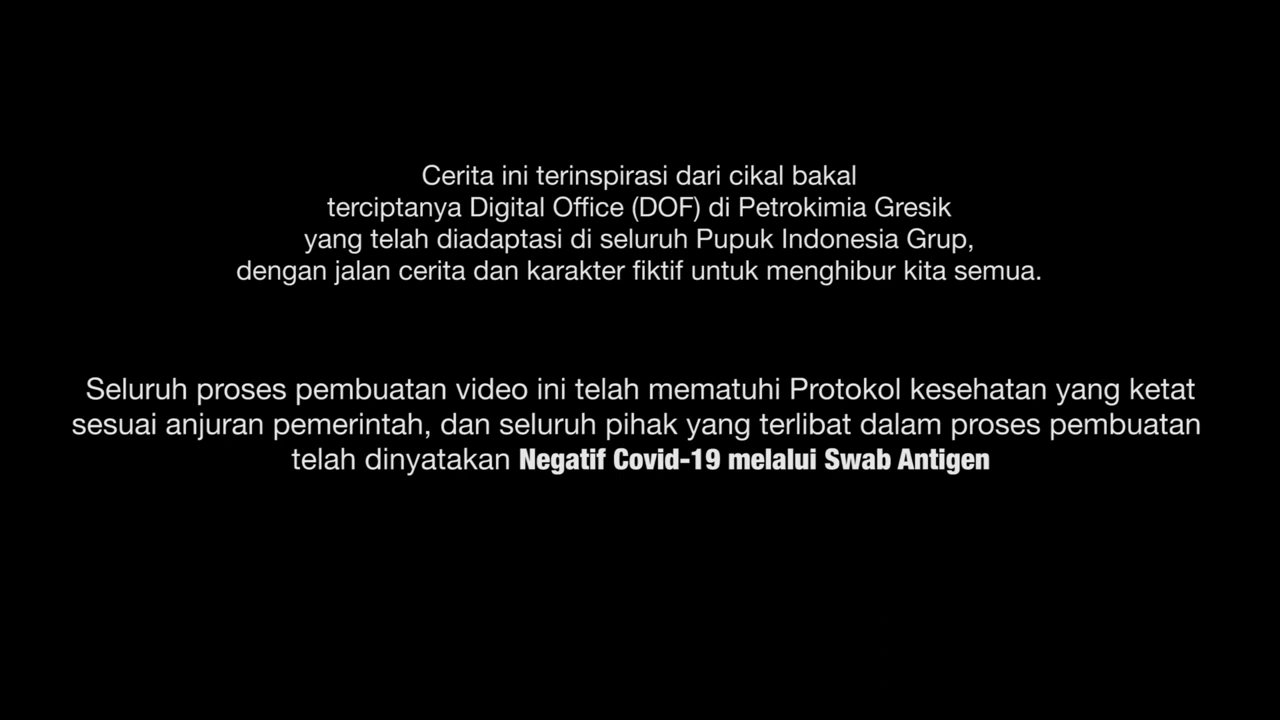 Cerita ini terinspirasi dari cikal bakal
terciptanya Digital Office (DOF) di Petrokimia Gresik
yang telah diadaptasi di seluruh Pupuk Indonesia Grup,
dengan jalan cerita dan karakter fiktif untuk menghibur kita semua.
Seluruh proses pembuatan video ini telah mematuhi Protokol kesehatan yang ketat
sesuai anjuran pemerintah, dan seluruh pihak yang terlibat dalam proses pembuatan
telah dinyatakan Negatif Covid-19 melalui Swab Antigen